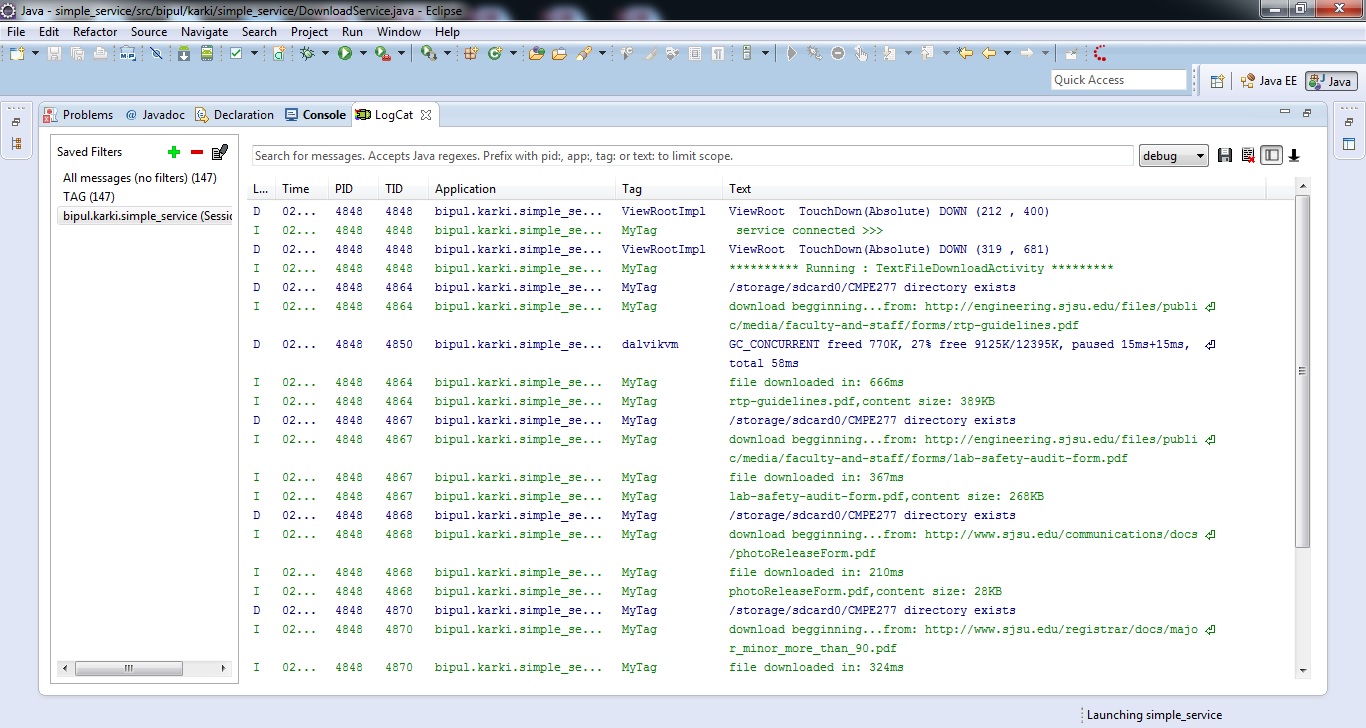 Java - simple_service/src/bipul/karki/simple_service/DownloadService.java - Eclipse
File Edit Refactor Source Navigate Search Project Run Window Help
Quick Access
Java EE
Java
Problems @ Javadoc Declaration Console LogCat
Saved Filters
All messages (no filters) (147)
TAG (147)
bipul.karki.simple_service (Sessio
Search for messages. Accepts Java regexes. Prefix with pid:, app:, tag: or text: to limit scope.
debug
L... Time PID TID Application Tag Text
D 02... 4848 4848 bipul.karki.simple_se... ViewRootImpl ViewRoot TouchDown(Absolute) DOWN (212 , 400)
I 02... 4848 4848 bipul.karki.simple_se... MyTag service connected >>>
D 02... 4848 4848 bipul.karki.simple_se... ViewRootImpl ViewRoot TouchDown(Absolute) DOWN (319 , 681)
I 02... 4848 4848 bipul.karki.simple_se... MyTag ********** Running : TextFileDownloadActivity *********
D 02... 4848 4864 bipul.karki.simple_se... MyTag /storage/sdcard0/CMPE277 directory exists
I 02... 4848 4864 bipul.karki.simple_se... MyTag download begginning...from: http://engineering.sjsu.edu/files/publi
c/media/faculty-and-staff/forms/rtp-guidelines.pdf
D 02... 4848 4850 bipul.karki.simple_se... dalvikvm GC_CONCURRENT freed 770K, 27% free 9125K/12395K, paused 15ms+15ms,
total 58ms
I 02... 4848 4864 bipul.karki.simple_se... MyTag file downloaded in: 666ms
I 02... 4848 4864 bipul.karki.simple_se... MyTag rtp-guidelines.pdf,content size: 389KB
D 02... 4848 4867 bipul.karki.simple_se... MyTag /storage/sdcard0/CMPE277 directory exists
I 02... 4848 4867 bipul.karki.simple_se... MyTag download begginning...from: http://engineering.sjsu.edu/files/publi
c/media/faculty-and-staff/forms/lab-safety-audit-form.pdf
I 02... 4848 4867 bipul.karki.simple_se... MyTag file downloaded in: 367ms
I 02... 4848 4867 bipul.karki.simple_se... MyTag lab-safety-audit-form.pdf,content size: 268KB
D 02... 4848 4868 bipul.karki.simple_se... MyTag /storage/sdcard0/CMPE277 directory exists
I 02... 4848 4868 bipul.karki.simple_se... MyTag download begginning...from: http://www.sjsu.edu/communications/docs
/photoReleaseForm.pdf
I 02... 4848 4868 bipul.karki.simple_se... MyTag file downloaded in: 210ms
I 02... 4848 4868 bipul.karki.simple_se... MyTag photoReleaseForm.pdf,content size: 28KB
D 02... 4848 4870 bipul.karki.simple_se... MyTag /storage/sdcard0/CMPE277 directory exists
I 02... 4848 4870 bipul.karki.simple_se... MyTag download begginning...from: http://www.sjsu.edu/registrar/docs/majo
r_minor_more_than_90.pdf
I 02... 4848 4870 bipul.karki.simple_se... MyTag file downloaded in: 324ms
Launching simple_service